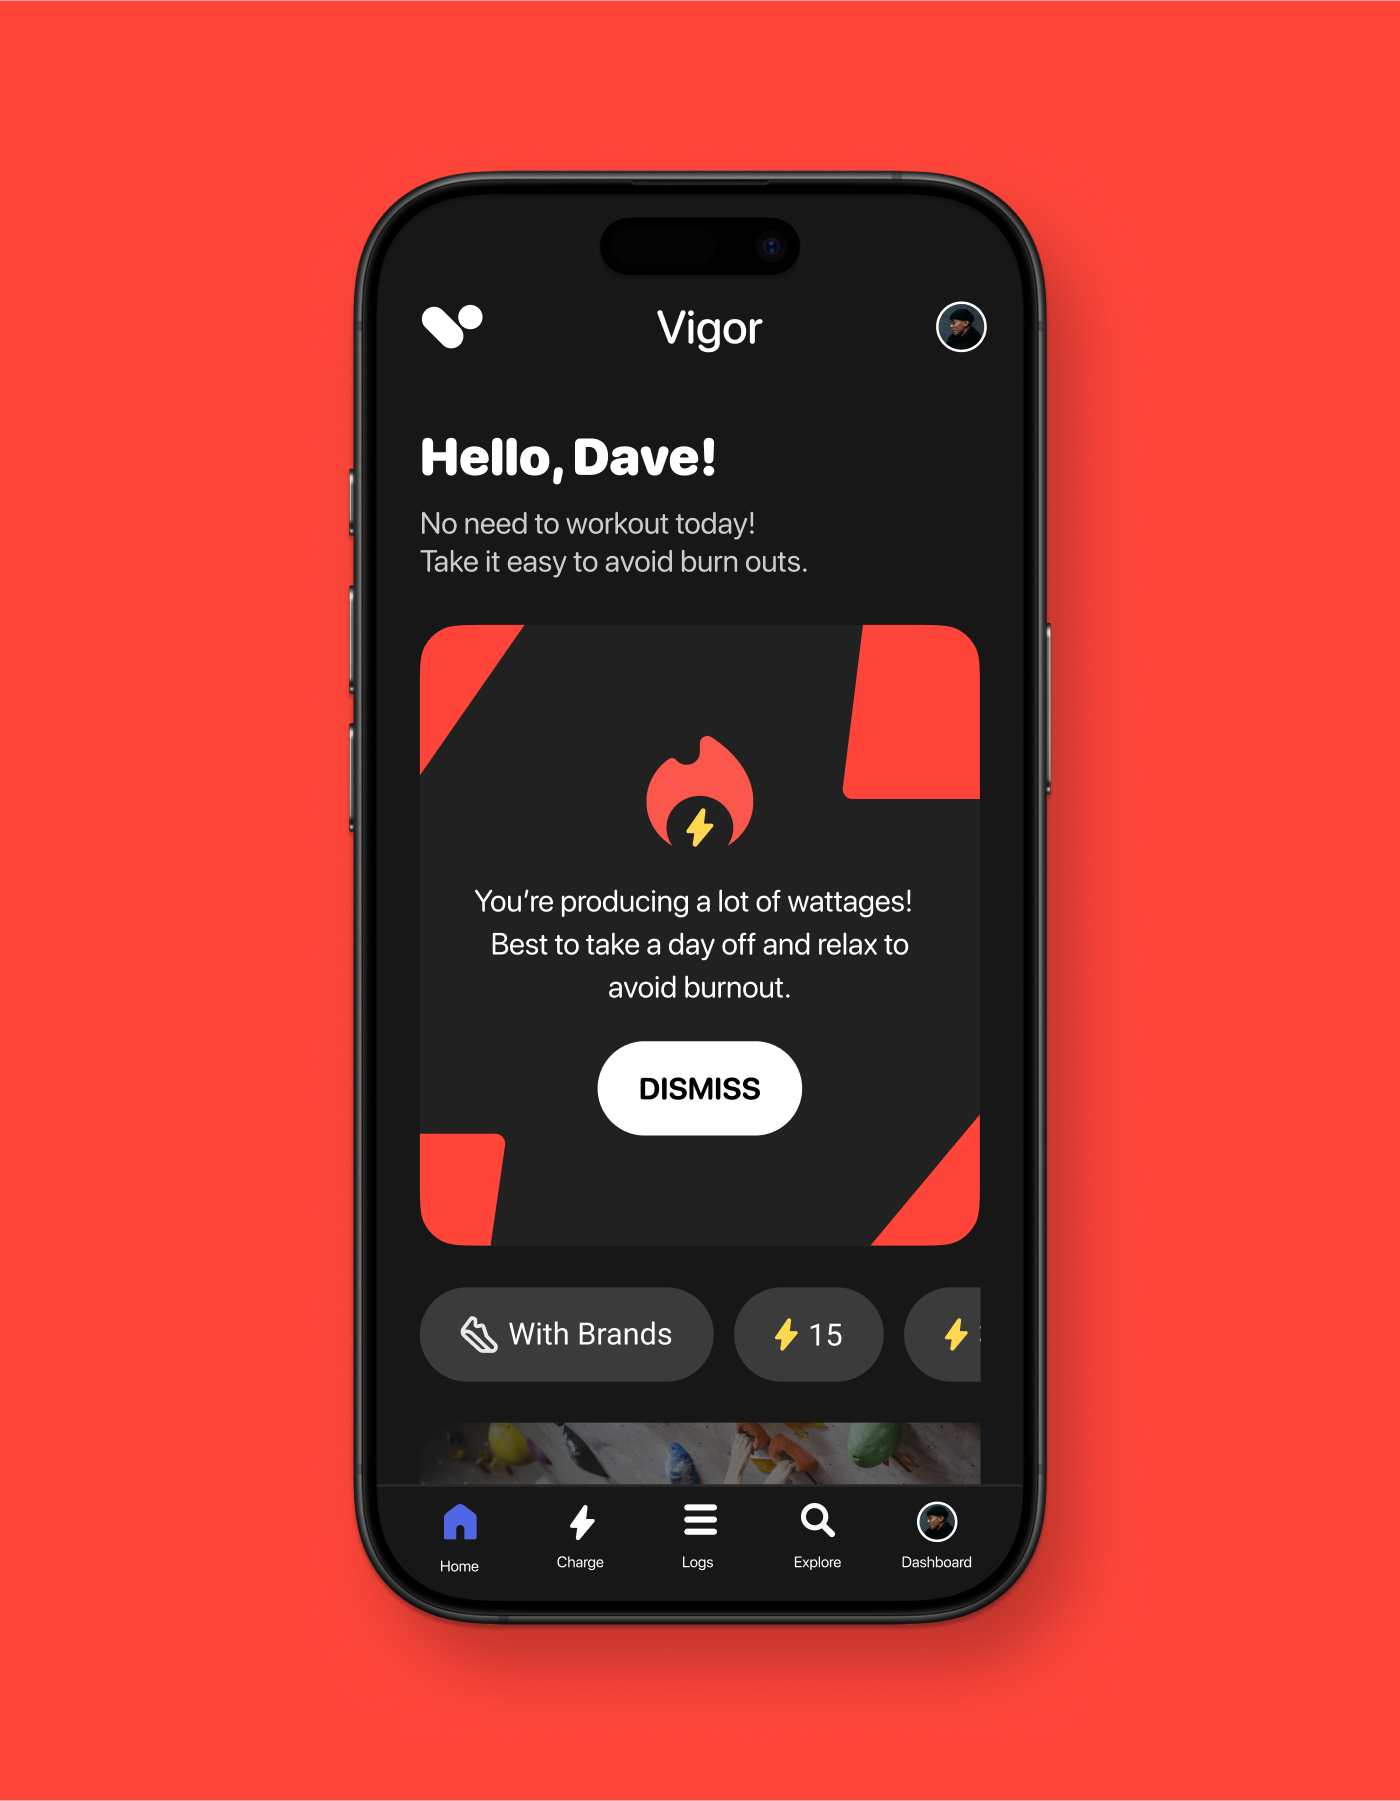 Vigor
Hello, Dave!
No need to workout today!
Take it easy to avoid burn outs.
You're producing a lot of wattages!
Best to take a day off and relax to
avoid burnout.
DISMISS
With Brands
15
Home
Charge
Logs
Explore
Dashboard